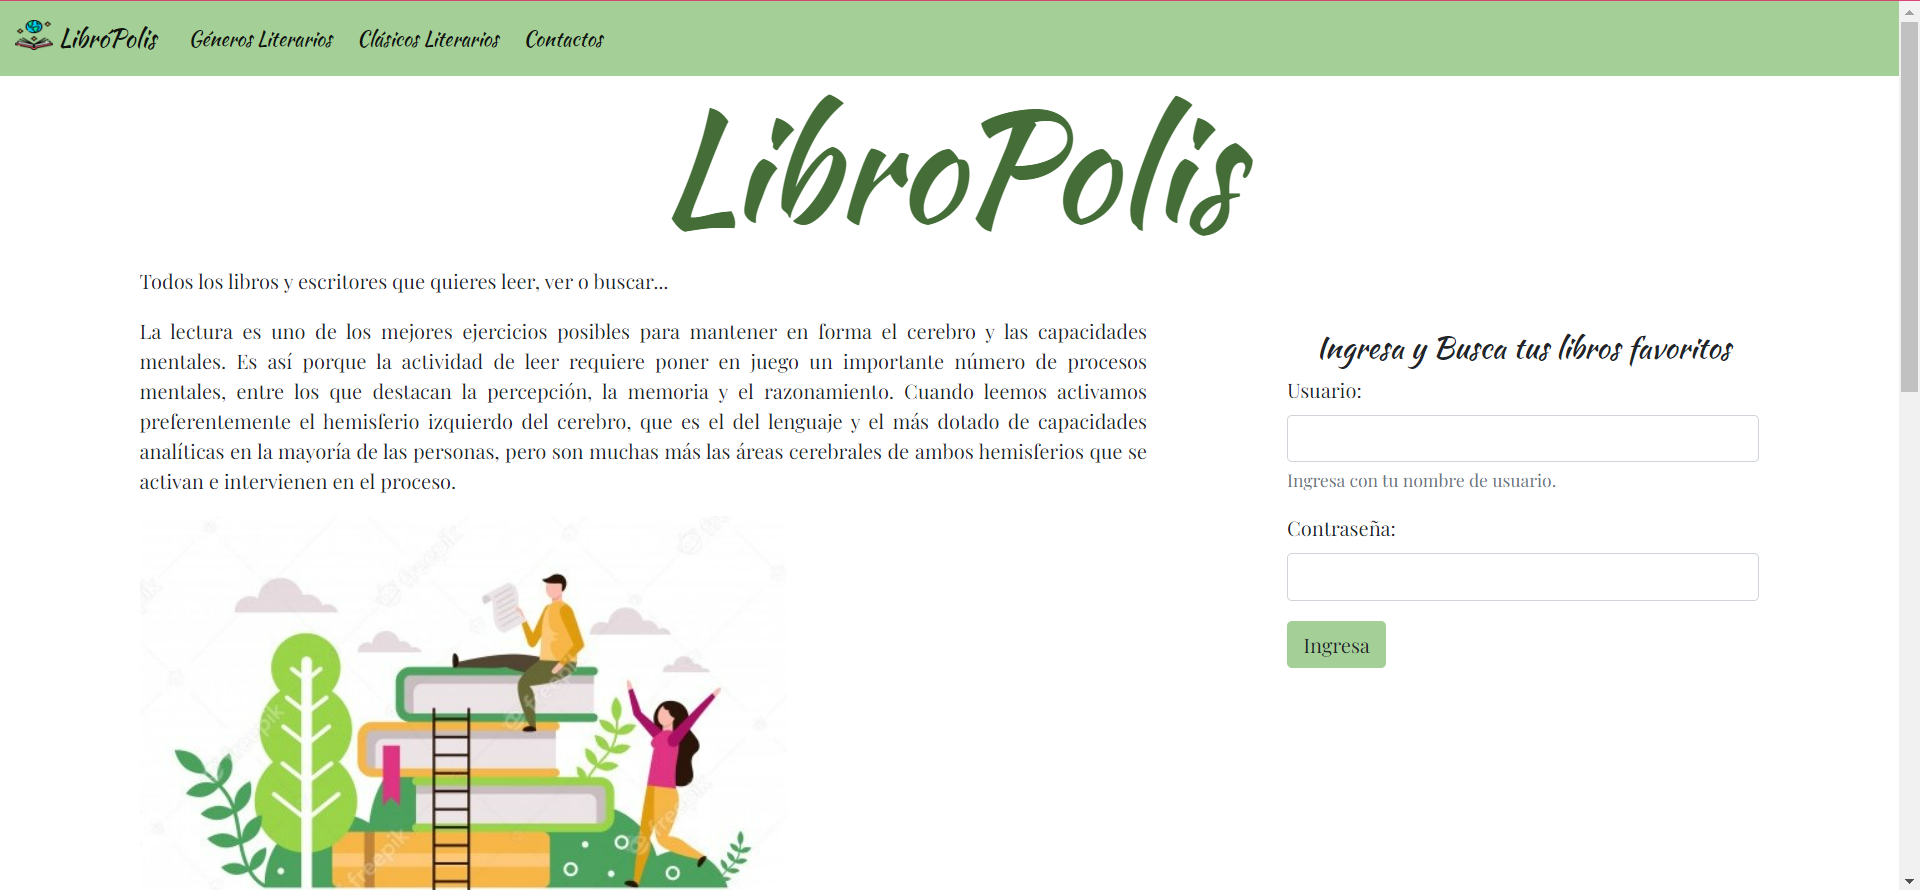 LibróPolis Géneros Literarios Clásicos Literarios Contactos
LibroPolis
Todos los libros y escritores que quieres leer, ver o buscar...
La lectura es uno de los mejores ejercicios posibles para mantener en forma el cerebro y las capacidades
mentales. Es así porque la actividad de leer requiere poner en juego un importante número de procesos
mentales, entre los que destacan la percepción, la memoria y el razonamiento. Cuando leemos activamos
preferentemente el hemisferio izquierdo del cerebro, que es el del lenguaje y el más dotado de capacidades
analíticas en la mayoría de las personas, pero son muchas más las áreas cerebrales de ambos hemisferios que se
activan e intervienen en el proceso.
Ingresa y Busca tus libros favoritos
Usuario:
Ingresa con tu nombre de usuario.
Contraseña:
Ingresa
freepik
freepik
freepik